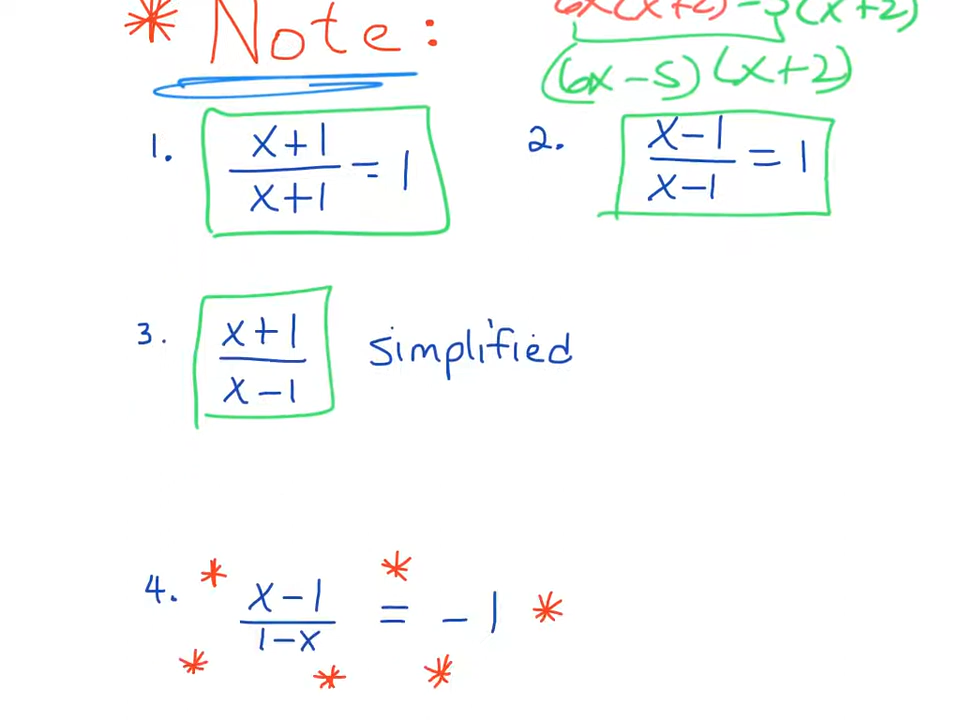 6x(x+2) -5(x+2)
* Note:
(6x-5)(x+2)
1. x+1/x+1 = 1
2. x-1/x-1 = 1
3. x+1/x-1 simplified
4. * x-1/1-x * = -1 *
* * *